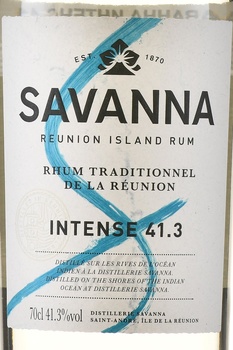 EST. 1870
SAVANNA
REUNION ISLAND RUM
RHUM TRADITIONNEL
DE LA RÉUNION
INTENSE 41.3
DISTILLÉ SUR LES RIVES DE L'OCÉAN
INDIEN À LA DISTILLERIE SAVANNA.
DISTILLED ON THE SHORES OF THE INDIAN
OCEAN AT DISTILLERIE SAVANNA.
70cl 41.3%vol
DISTILLERIE SAVANNA
SAINT-ANDRÉ, ÎLE DE LA RÉUNION